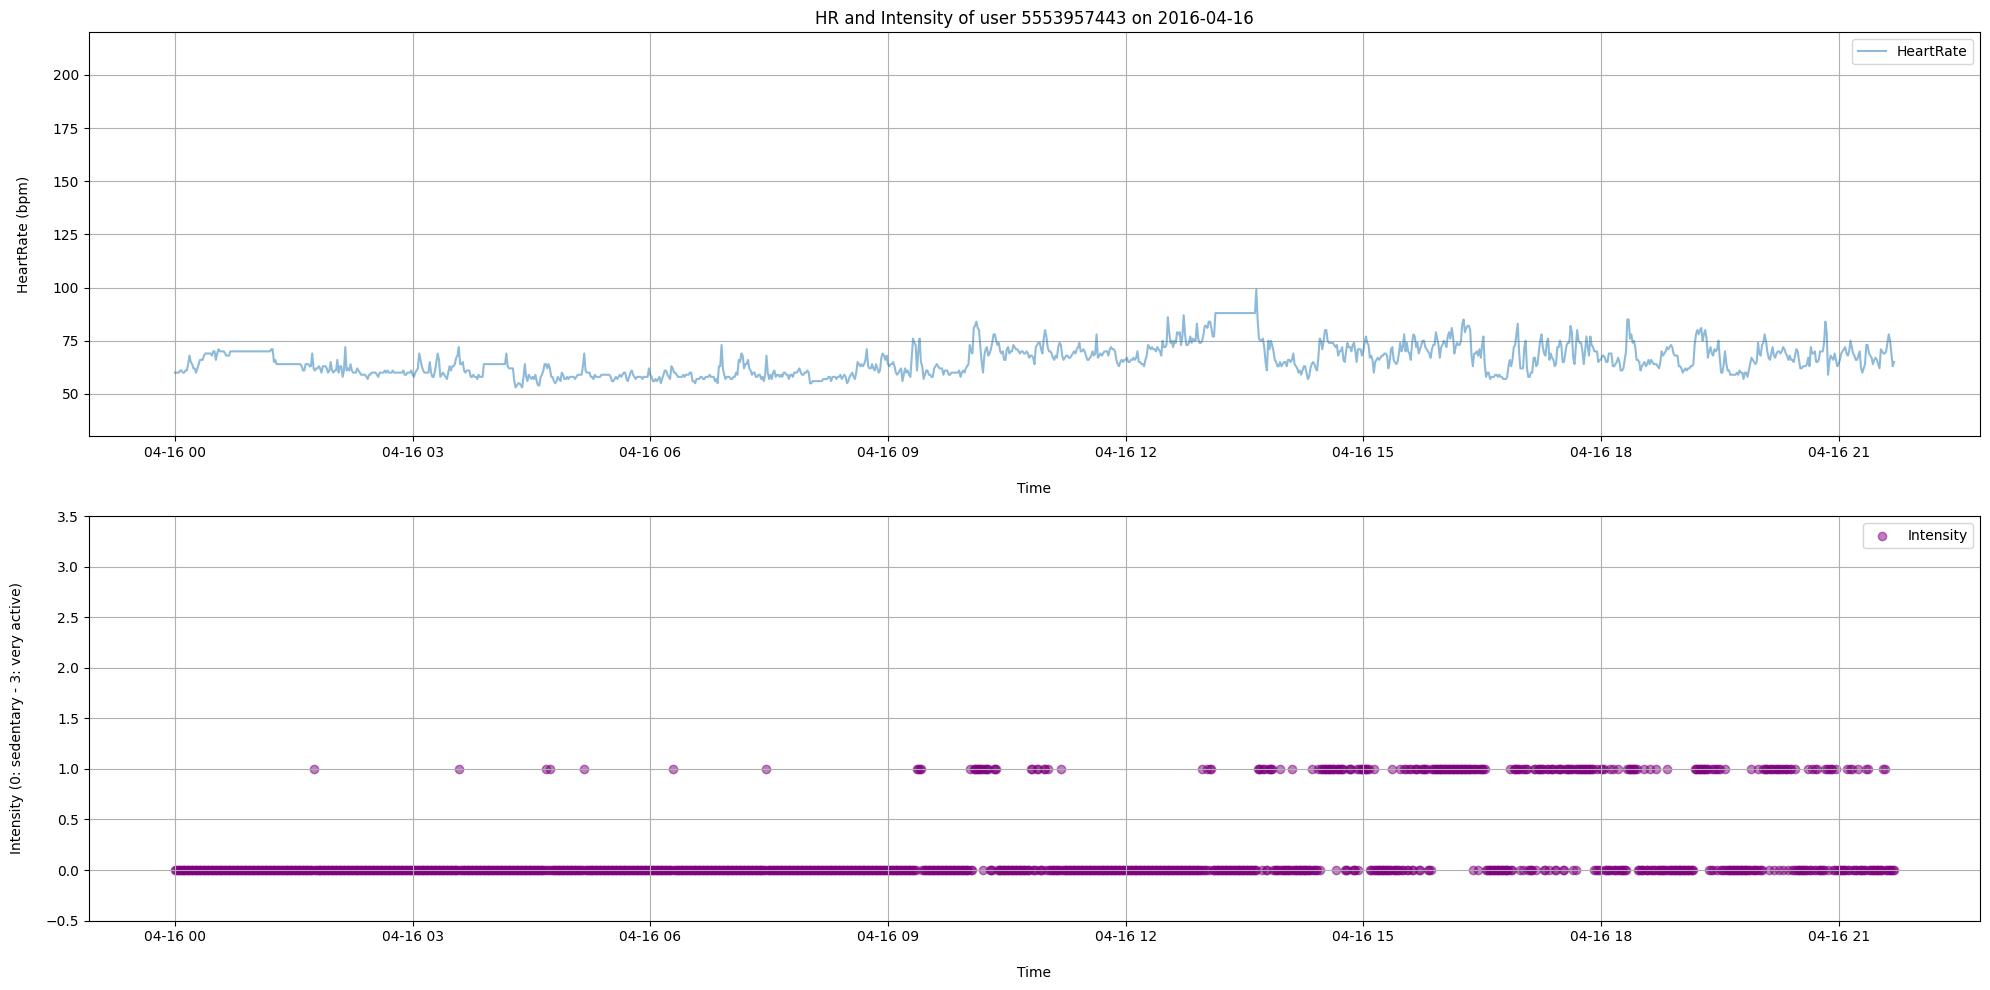 HR and Intensity of user 5553957443 on 2016-04-16
HeartRate
200
175
150
125
100
75
50
HeartRate (bpm)
04-16 00 04-16 03 04-16 06 04-16 09 04-16 12 04-16 15 04-16 18 04-16 21
Time
Intensity
3.5
3.0
2.5
2.0
1.5
1.0
0.5
0.0
−0.5
Intensity (0: sedentary - 3: very active)
04-16 00 04-16 03 04-16 06 04-16 09 04-16 12 04-16 15 04-16 18 04-16 21
Time